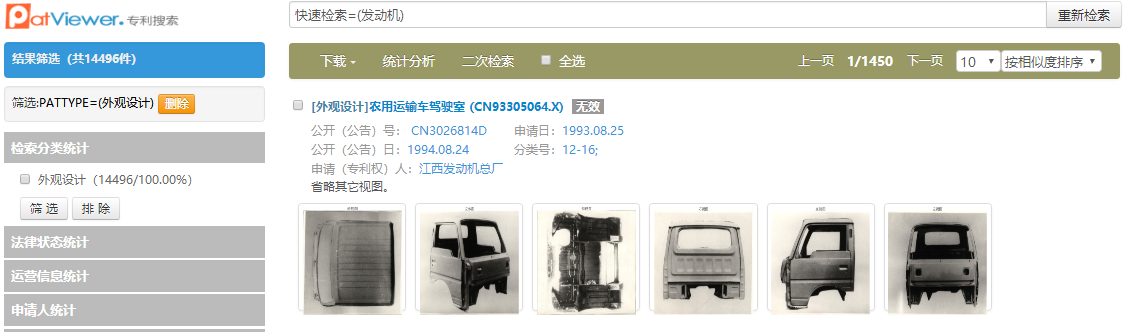 PatViewer. 专利搜索
快速检索=(发动机)
重新检索
结果筛选（共14496件）
筛选:PATTYPE=(外观设计) 删除
检索分类统计
外观设计（14496/100.00%）
筛 选 排 除
法律状态统计
运营信息统计
申请人统计
下载 统计分析 二次检索 全选 上一页 1/1450 下一页 10 按相似度排序
[外观设计]农用运输车驾驶室 (CN93305064.X) 无效
公开（公告）号： CN3026814D 申请日：1993.08.25
公开（公告）日：1994.08.24 分类号：12-16;
申请（专利权）人：江西发动机总厂
省略其它视图。